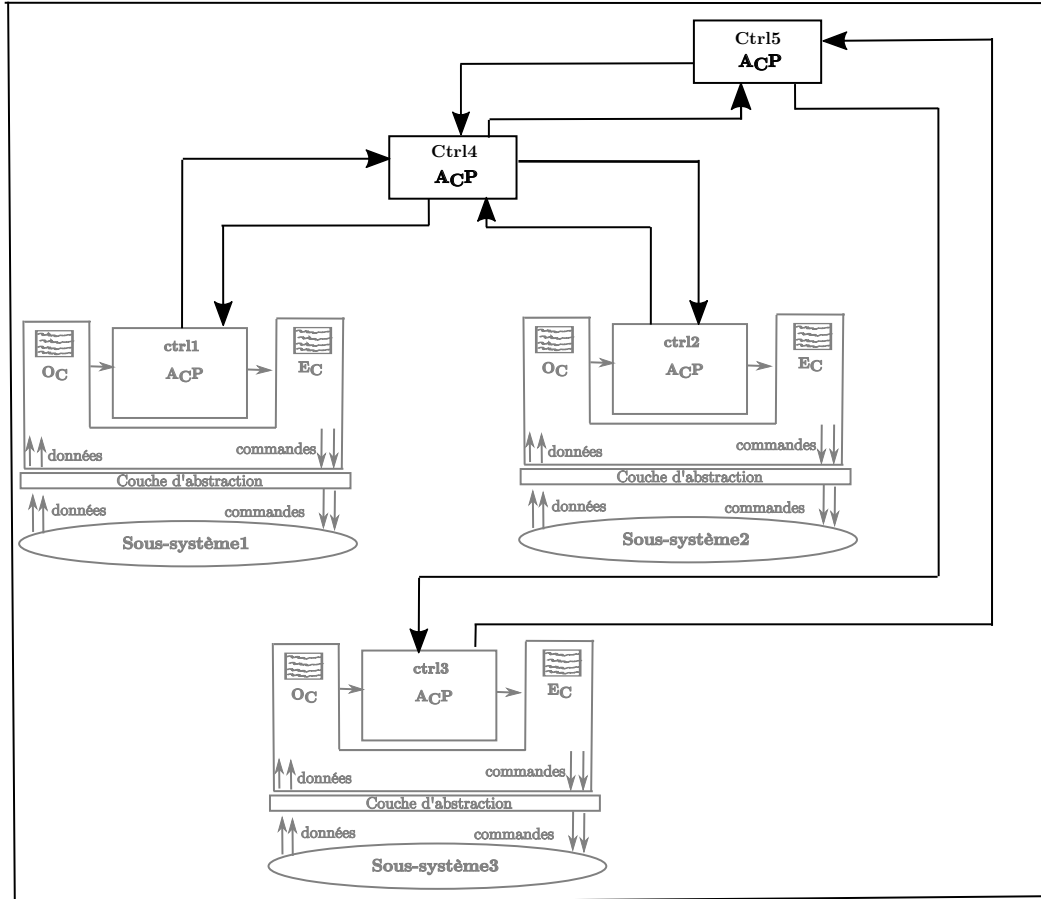 Ctrl5
ACP
Ctrl4
ACP
ctrl1
OC
ACP
EC
données
commandes
Couche d'abstraction
données
commandes
Sous-système1
ctrl2
OC
ACP
EC
données
commandes
Couche d'abstraction
données
commandes
Sous-système2
ctrl3
OC
ACP
EC
données
commandes
Couche d'abstraction
données
commandes
Sous-système3